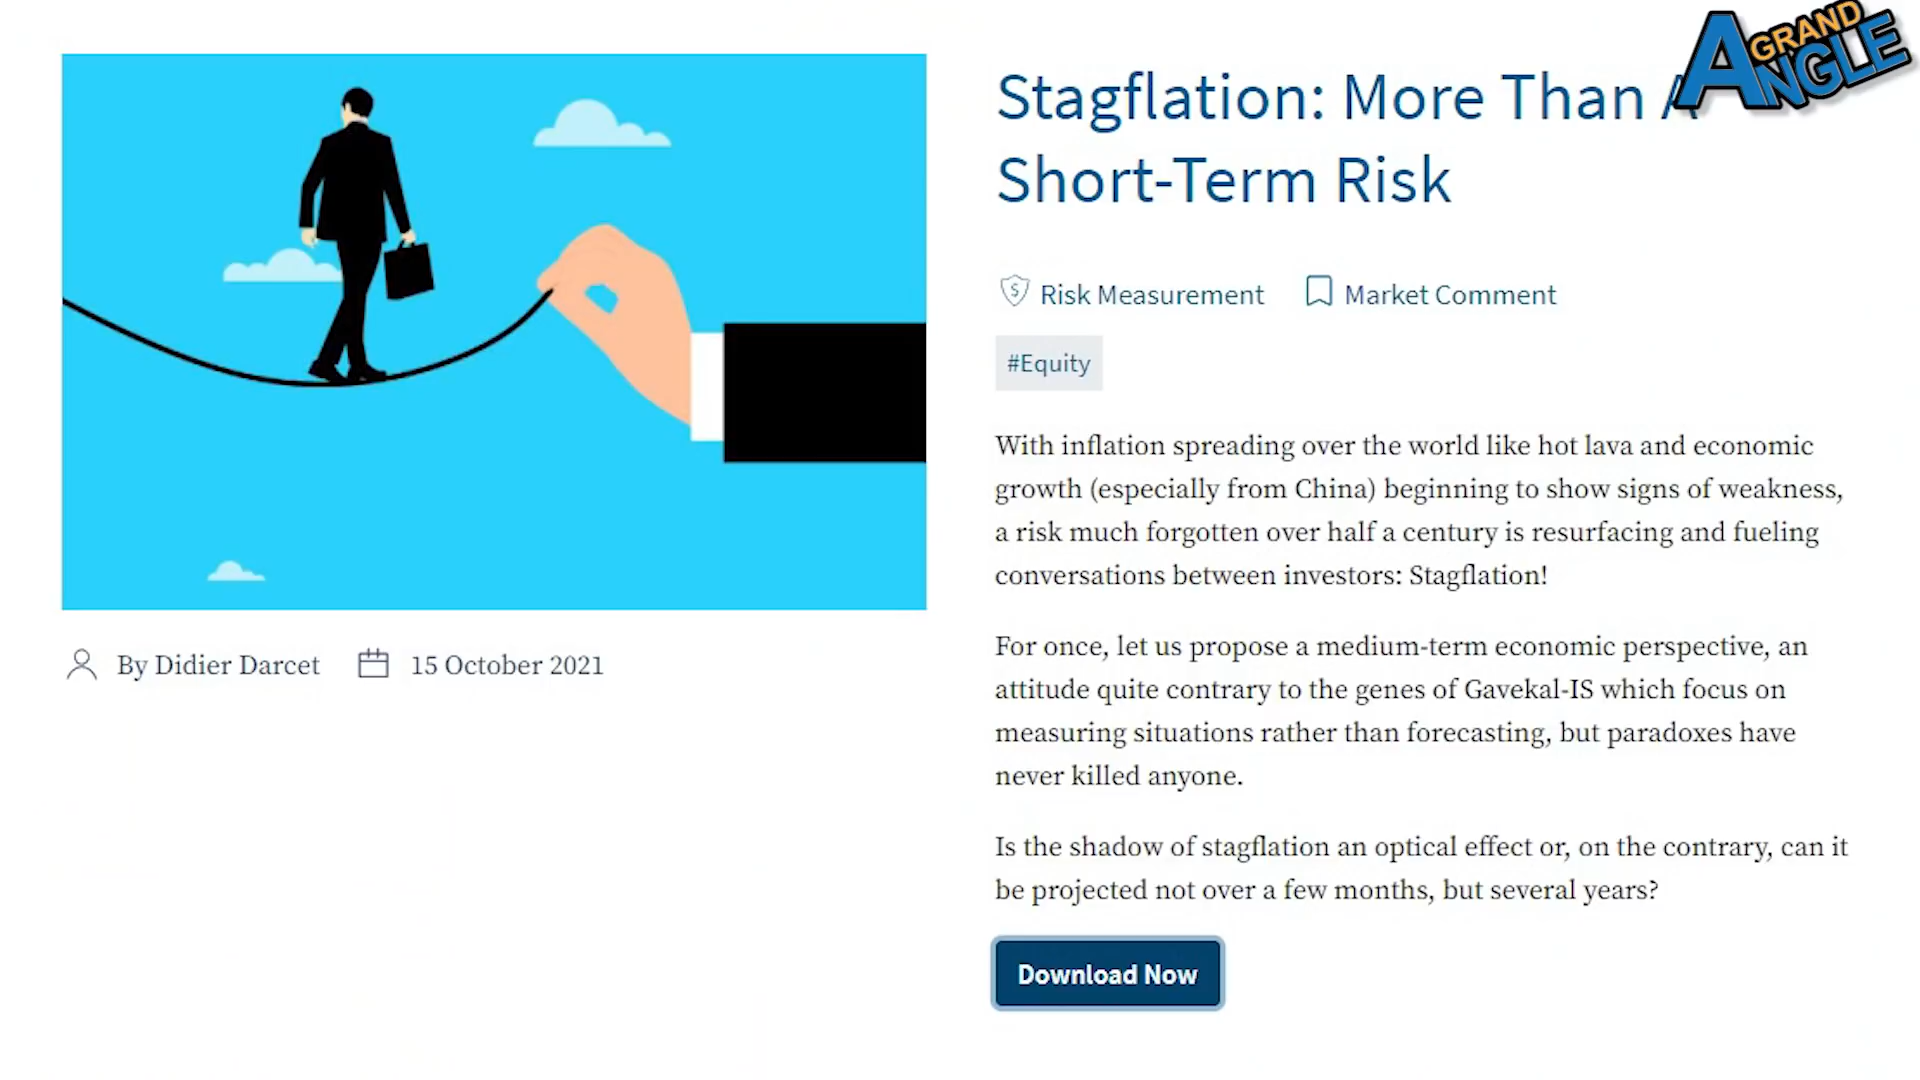 A GRAND ANGLE
Stagflation: More Than A
Short-Term Risk
Risk Measurement
Market Comment
#Equity
With inflation spreading over the world like hot lava and economic
growth (especially from China) beginning to show signs of weakness,
a risk much forgotten over half a century is resurfacing and fueling
conversations between investors: Stagflation!
For once, let us propose a medium-term economic perspective, an
attitude quite contrary to the genes of Gavekal-IS which focus on
measuring situations rather than forecasting, but paradoxes have
never killed anyone.
Is the shadow of stagflation an optical effect or, on the contrary, can it
be projected not over a few months, but several years?
Download Now
By Didier Darcet
15 October 2021